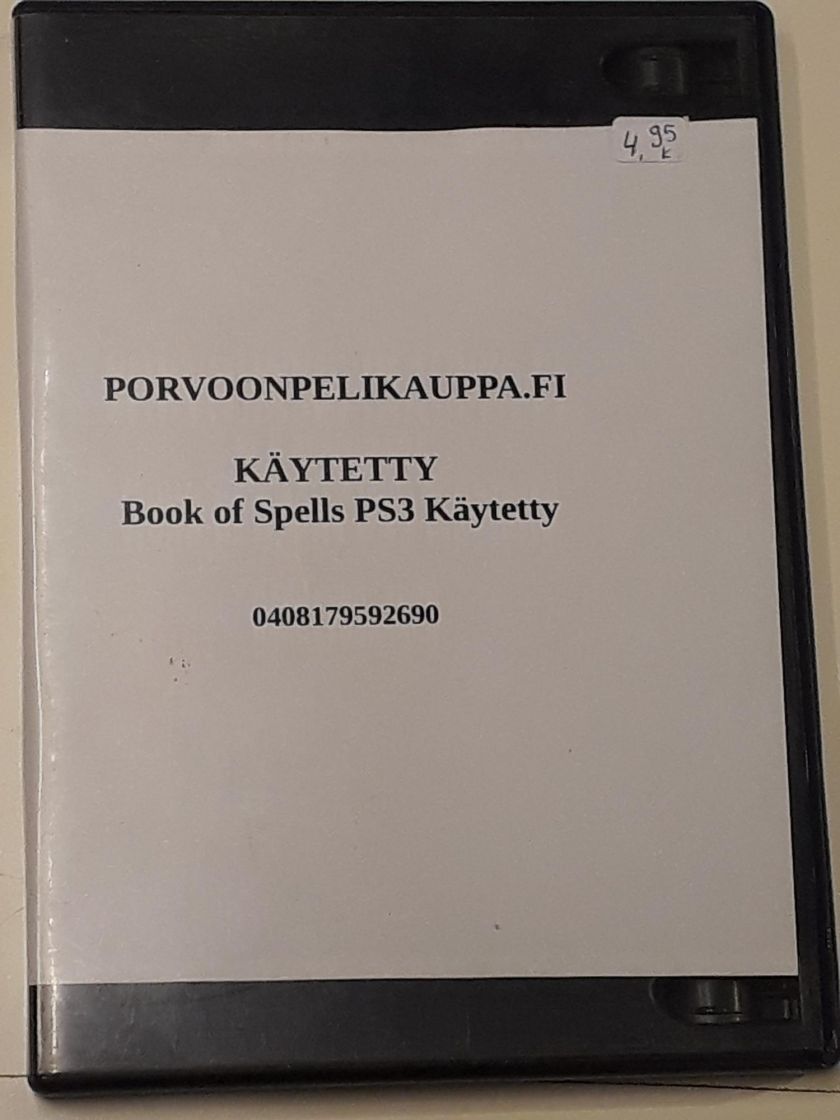 4,95
K
PORVOONPELIKAUPPA.FI
KÄYTETTY
Book of Spells PS3 Käytetty
0408179592690